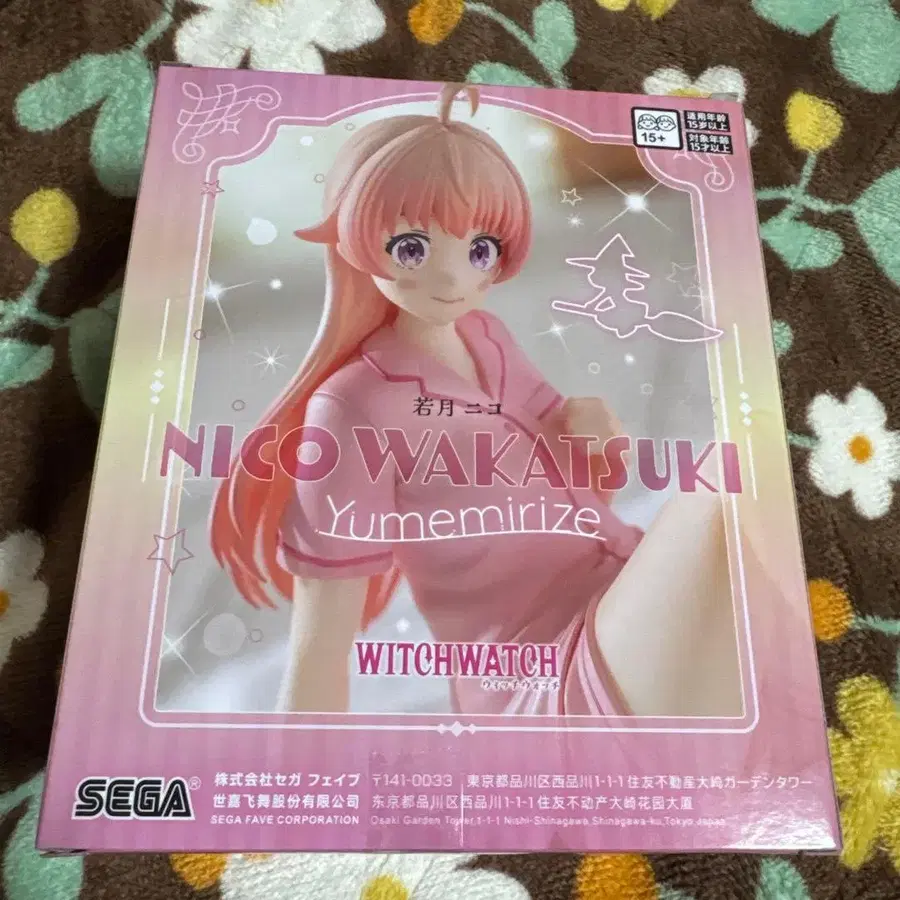 15+
适用年龄
15岁以上
対象年齢
15才以上
若月 ニコ
NICO WAKATSUKI
Yumemirize
WITCH WATCH
ウィッチウォッチ
SEGA®
株式会社セガ フェイブ 〒141-0033 東京都品川区西品川1-1-1住友不動産大崎ガーデンタワー
世嘉飞舞股份有限公司 东京都品川区西品川1-1-1住友不动产大崎花园大厦
SEGA FAVE CORPORATION Osaki Garden Tower,1-1-1 Nishi-Shinagawa,Shinagawa-ku,Tokyo,Japan